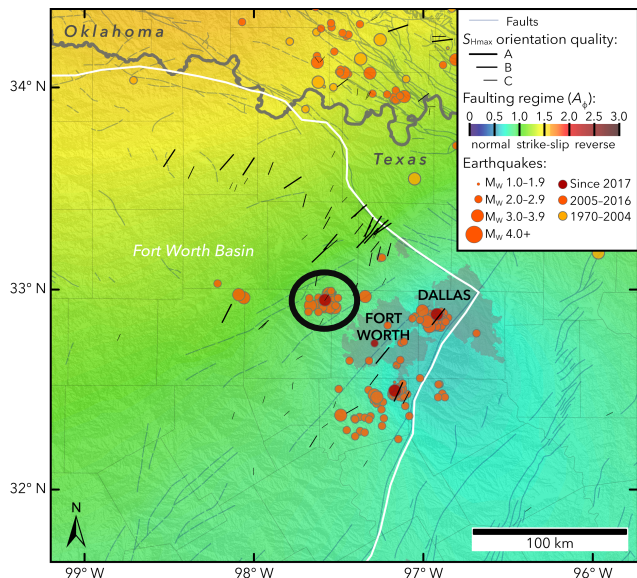 Oklahoma
34° N
Texas
Fort Worth Basin
33° N
DALLAS
FORT
WORTH
32° N
N
100 km
99° W
98° W
97° W
96° W
Faults
SHmax orientation quality:
A
B
C
Faulting regime (Aϕ):
0 0.5 1.0 1.5 2.0 2.5 3.0
normal strike-slip reverse
Earthquakes:
Mw 1.0–1.9
Mw 2.0–2.9
Mw 3.0–3.9
Mw 4.0+
Since 2017
2005-2016
1970-2004